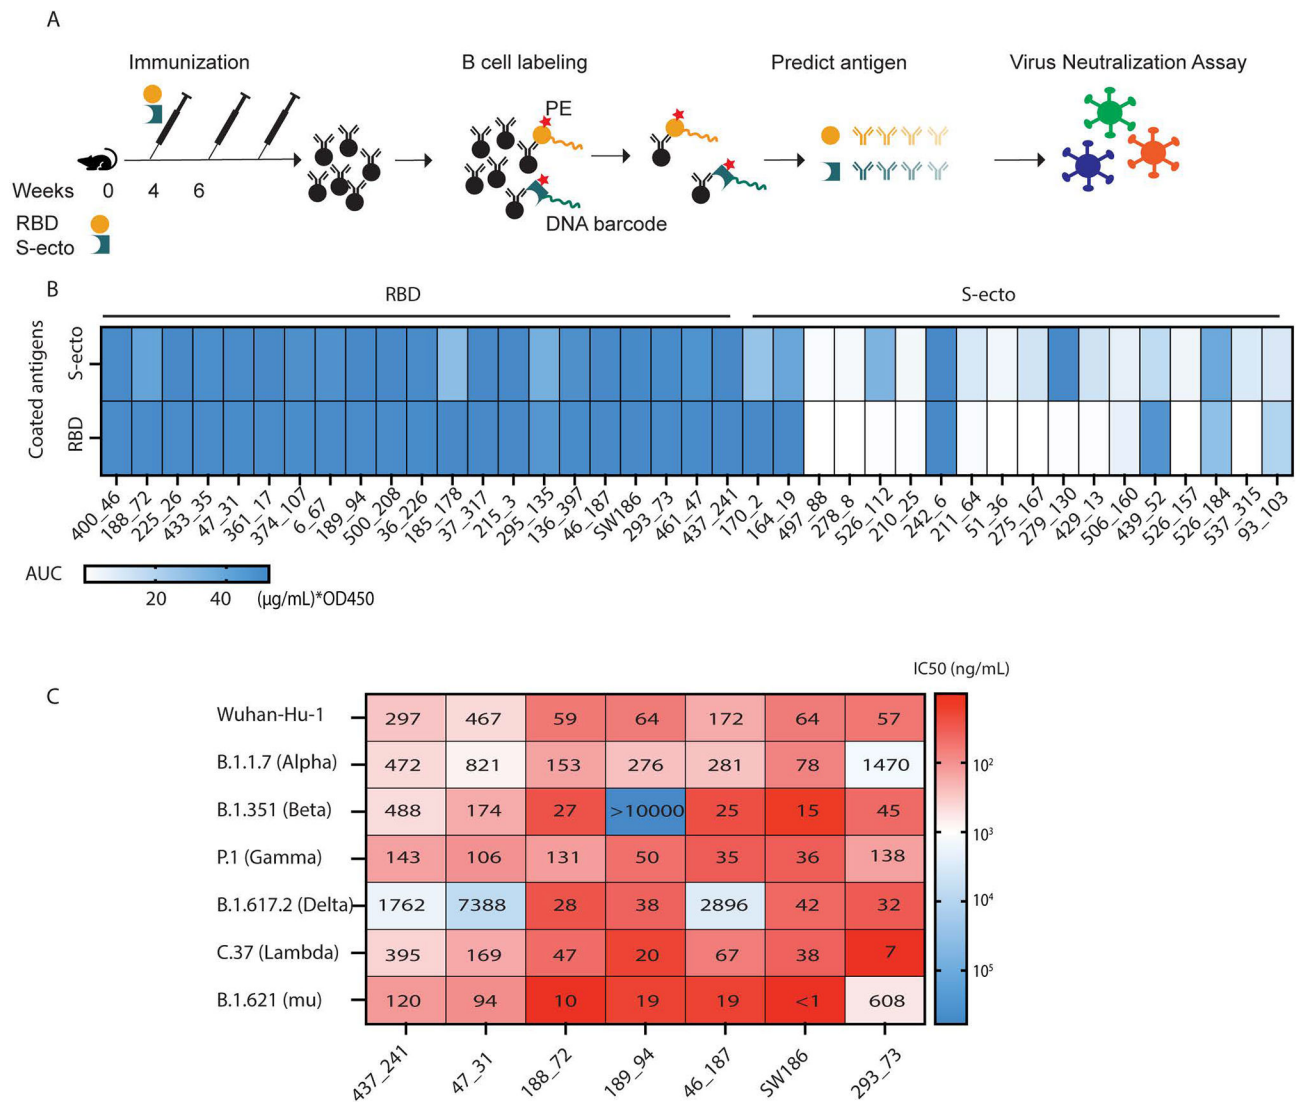 A
Immunization
B cell labeling
Predict antigen
Virus Neutralization Assay
PE
Weeks 0 4 6
RBD
S-ecto
DNA barcode
B
RBD
S-ecto
Coated antigens
S-ecto
RBD
400_46
188_72
225_26
433_35
47_31
361_17
374_107
6_67
189_94
500_208
36_226
185_178
37_317
215_3
295_135
136_397
46_187
SW186
293_73
461_47
437_241
170_2
164_19
497_88
278_8
526_112
210_25
242_6
211_64
51_36
275_167
279_130
429_13
506_160
439_52
526_157
526_184
537_315
93_103
AUC
20 40 (µg/mL)*OD450
C
IC50 (ng/mL)
Wuhan-Hu-1 297 467 59 64 172 64 57
B.1.1.7 (Alpha) 472 821 153 276 281 78 1470
B.1.351 (Beta) 488 174 27 >10000 25 15 45
P.1 (Gamma) 143 106 131 50 35 36 138
B.1.617.2 (Delta) 1762 7388 28 38 2896 42 32
C.37 (Lambda) 395 169 47 20 67 38 7
B.1.621 (mu) 120 94 10 19 19 <1 608
10²
10³
10⁴
10⁵
437_241
47_31
188_72
189_94
46_187
SW186
293_73